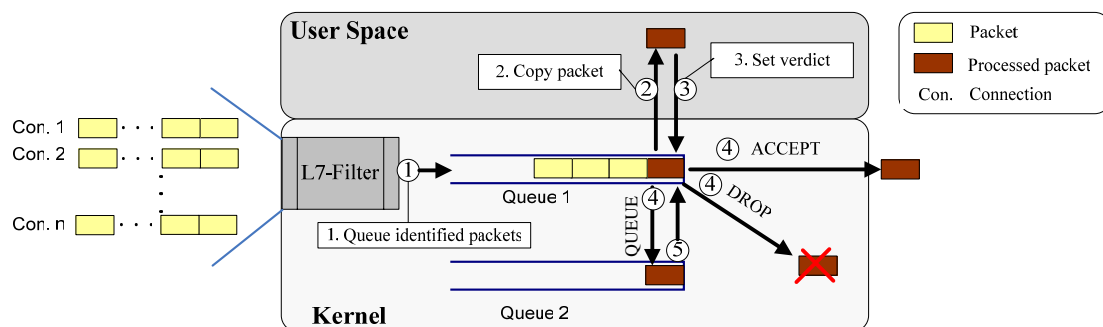 User Space
Packet
Processed packet
Con. Connection
2. Copy packet
3. Set verdict
2
3
Con. 1
Con. 2
Con. n
L7-Filter
1
4 ACCEPT
Queue 1
4
4 DROP
QUEUE
5
1. Queue identified packets
Queue 2
Kernel